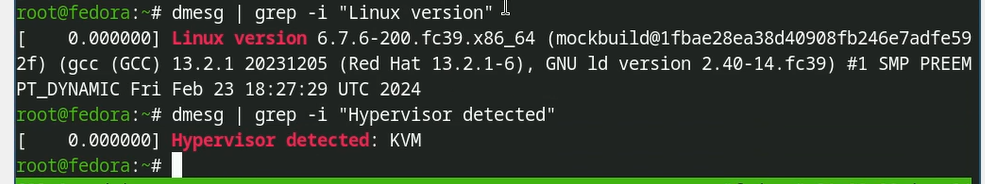 root@fedora:~# dmesg | grep -i "Linux version"
[    0.000000] Linux version 6.7.6-200.fc39.x86_64 (mockbuild@1fbae28ea38d40908fb246e7adfe59
2f) (gcc (GCC) 13.2.1 20231205 (Red Hat 13.2.1-6), GNU ld version 2.40-14.fc39) #1 SMP PREEM
PT_DYNAMIC Fri Feb 23 18:27:29 UTC 2024
root@fedora:~# dmesg | grep -i "Hypervisor detected"
[    0.000000] Hypervisor detected: KVM
root@fedora:~#